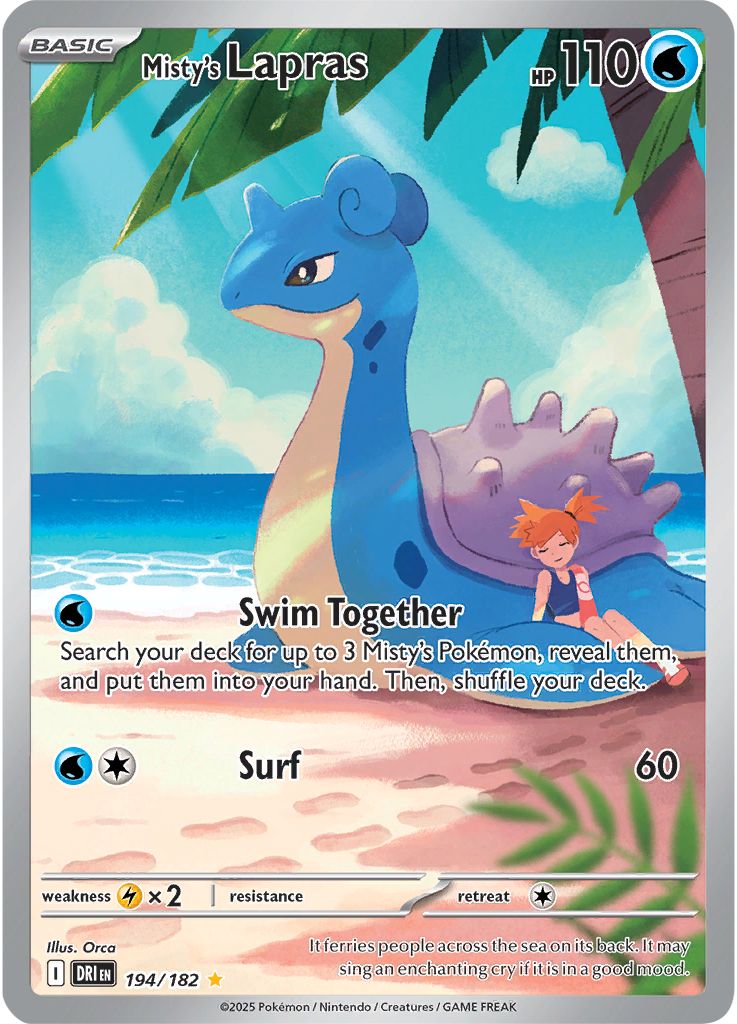 BASIC
Misty's Lapras HP 110
Swim Together
Search your deck for up to 3 Misty's Pokémon, reveal them,
and put them into your hand. Then, shuffle your deck.
Surf 60
weakness ×2 resistance retreat
Illus. Orca
I DRI EN 194/182
It ferries people across the sea on its back. It may
sing an enchanting cry if it is in a good mood.
©2025 Pokémon / Nintendo / Creatures / GAME FREAK